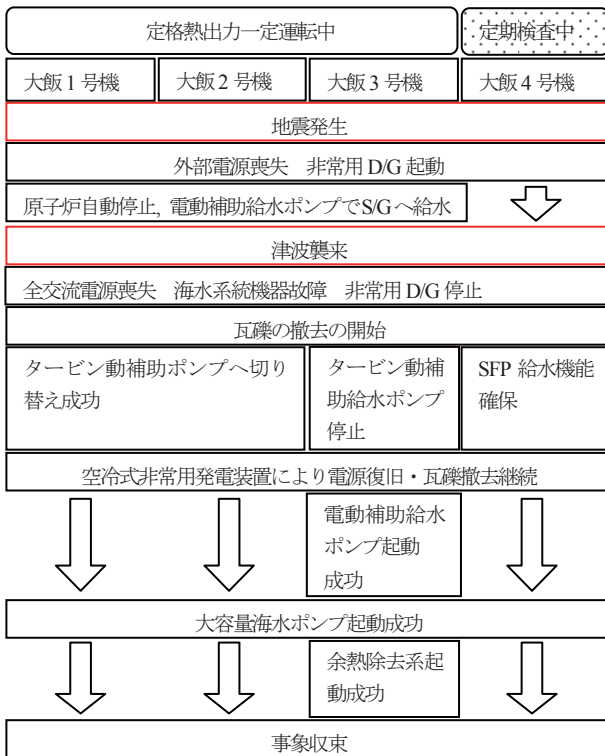 定格熱出力一定運転中
定期検査中
大飯1号機
大飯2号機
大飯3号機
大飯4号機
地震発生
外部電源喪失 非常用 D/G 起動
原子炉自動停止, 電動補助給水ポンプでS/Gへ給水
津波襲来
全交流電源喪失 海水系統機器故障 非常用 D/G 停止
瓦礫の撤去の開始
タービン動補助ポンプへ切り
替え成功
タービン動補
助給水ポンプ
停止
SFP 給水機能
確保
空冷式非常用発電装置により電源復旧・瓦礫撤去継続
電動補助給水
ポンプ起動
成功
大容量海水ポンプ起動成功
余熱除去系起
動成功
事象収束